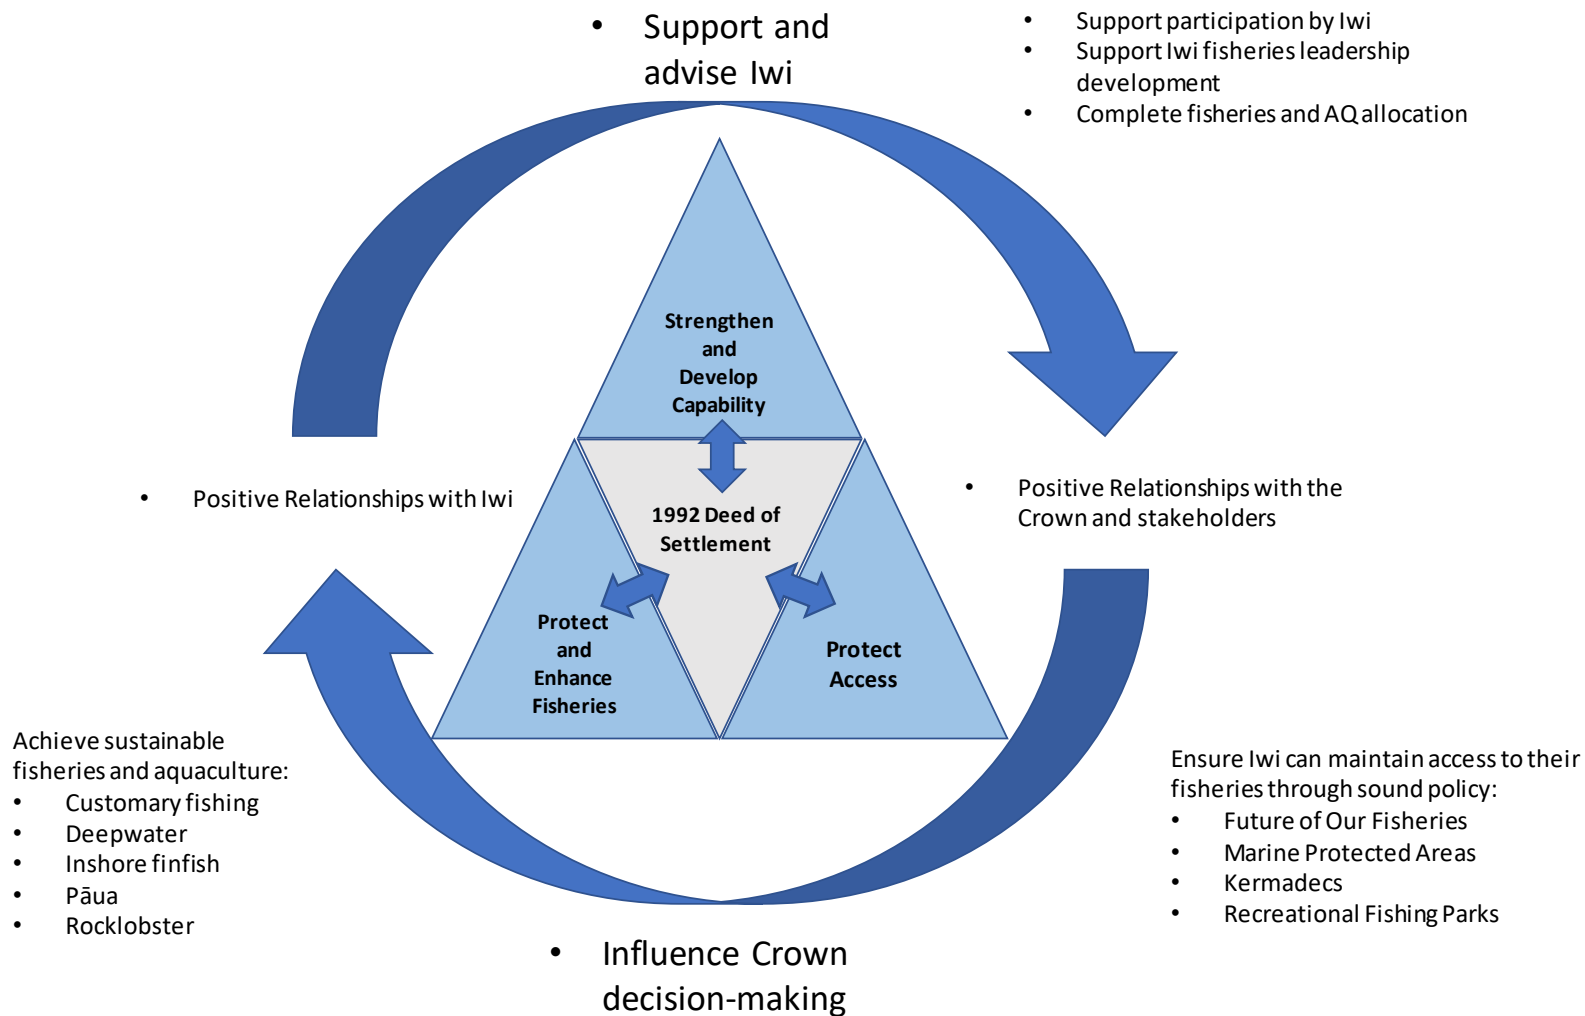 • Support and
advise Iwi
• Support participation by Iwi
• Support Iwi fisheries leadership
development
• Complete fisheries and AQ allocation
Strengthen
and
Develop
Capability
• Positive Relationships with Iwi
1992 Deed of
Settlement
• Positive Relationships with the
Crown and stakeholders
Protect
and
Enhance
Fisheries
Protect
Access
Achieve sustainable
fisheries and aquaculture:
• Customary fishing
• Deepwater
• Inshore finfish
• Pāua
• Rocklobster
Ensure Iwi can maintain access to their
fisheries through sound policy:
• Future of Our Fisheries
• Marine Protected Areas
• Kermadecs
• Recreational Fishing Parks
• Influence Crown
decision-making